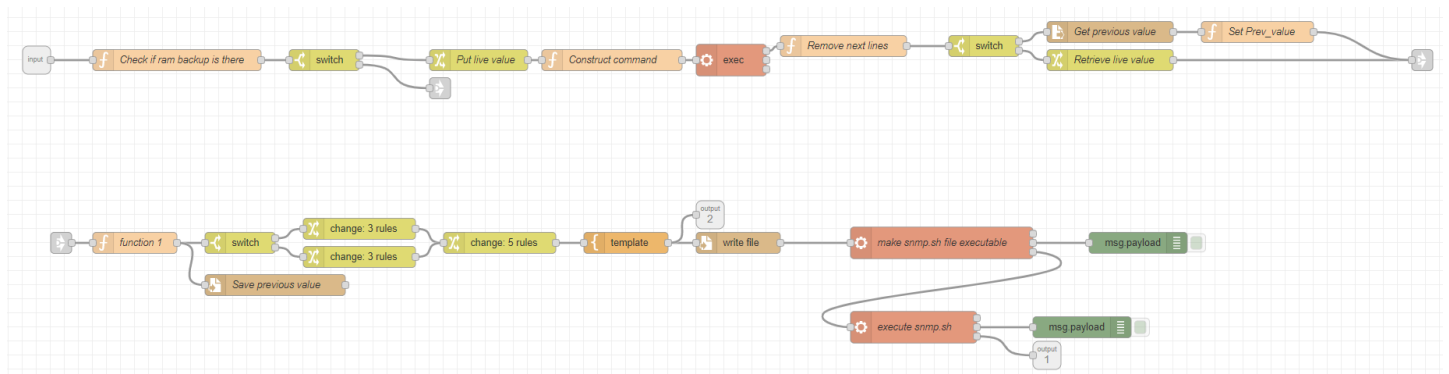 input
Check if ram backup is there
switch
Put live value
Construct command
exec
Remove next lines
switch
Get previous value
Set Prev_value
Retrieve live value
function 1
switch
change: 3 rules
change: 3 rules
Save previous value
change: 5 rules
template
output
2
write file
make snmp.sh file executable
msg.payload
execute snmp.sh
msg.payload
output
1